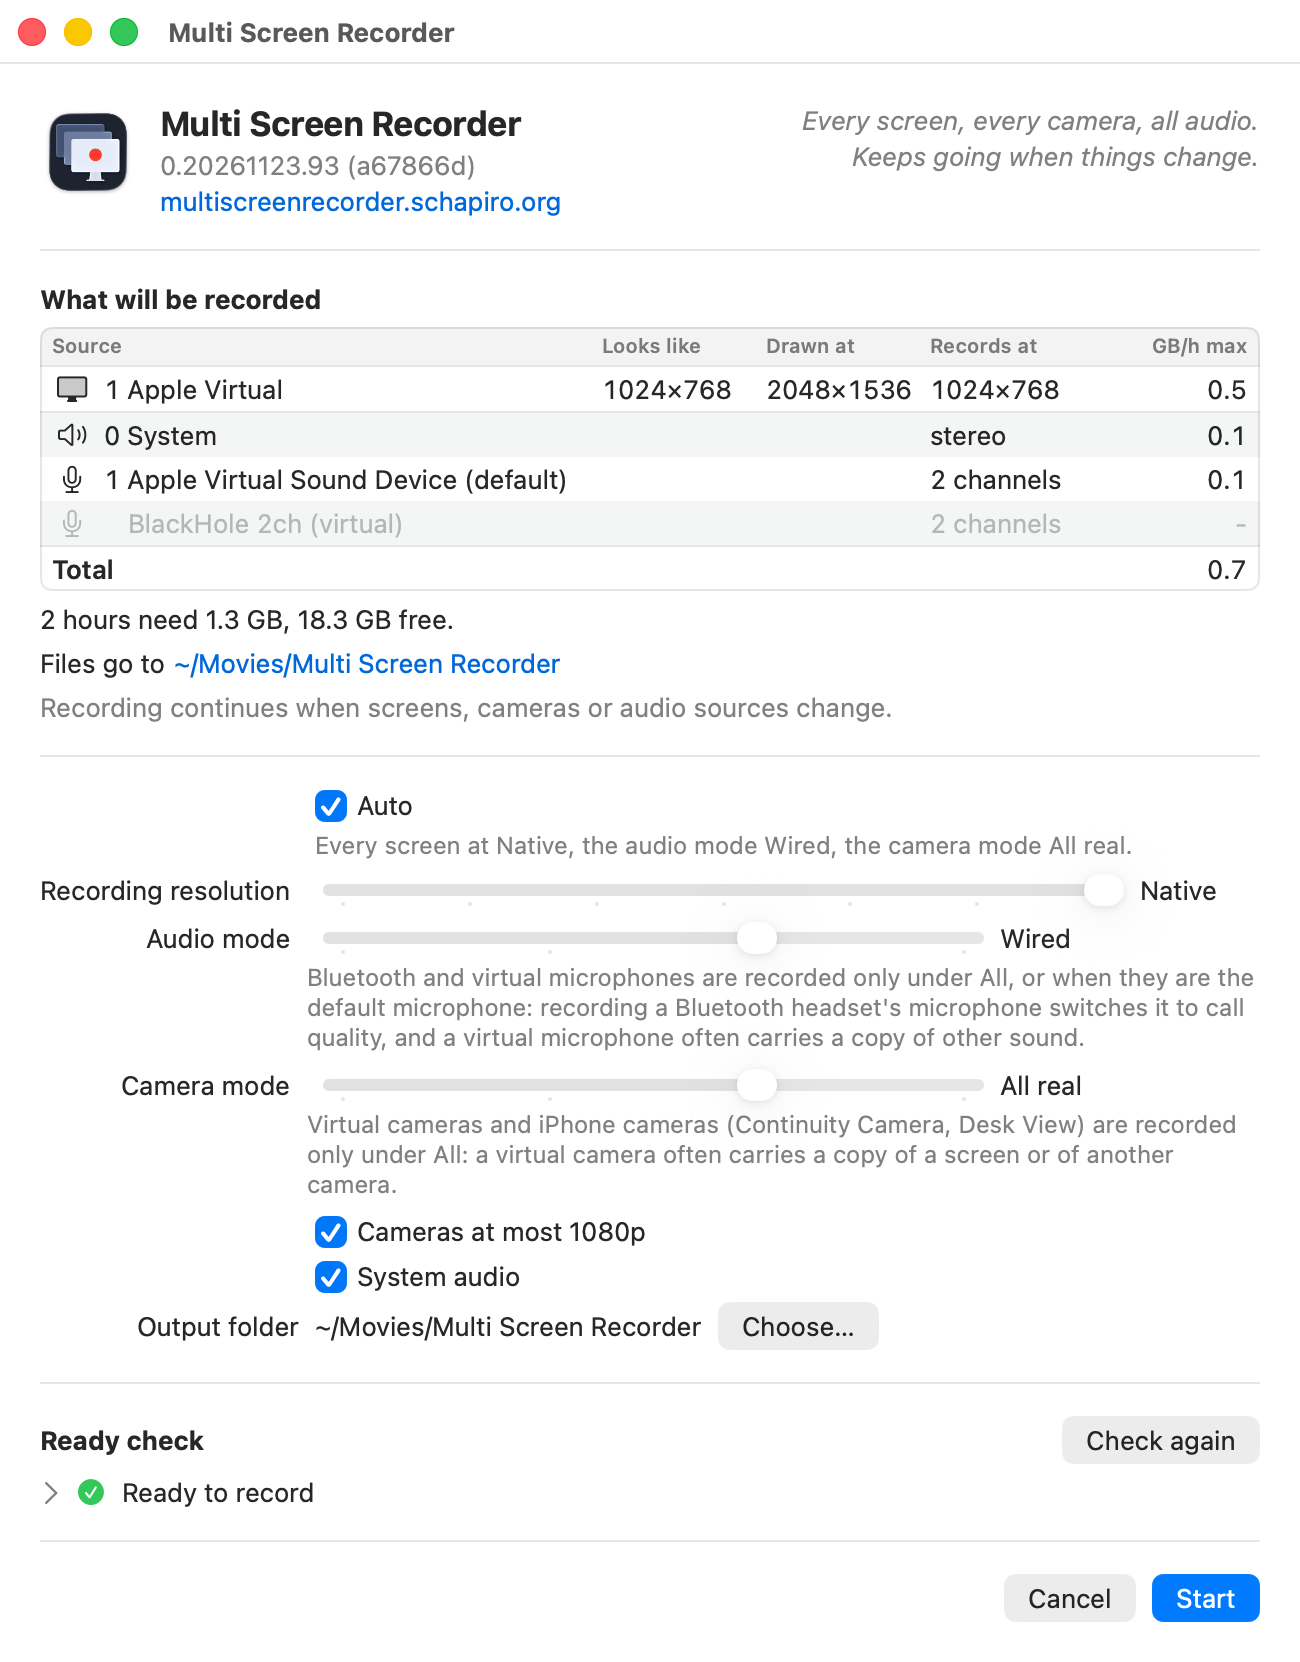 Multi Screen Recorder
Multi Screen Recorder
0.20261123.93 (a67866d)
multiscreenrecorder.schapiro.org
Every screen, every camera, all audio.
Keeps going when things change.
What will be recorded
Source Looks like Drawn at Records at GB/h max
1 Apple Virtual 1024×768 2048×1536 1024×768 0.5
0 System stereo 0.1
1 Apple Virtual Sound Device (default) 2 channels 0.1
BlackHole 2ch (virtual) 2 channels -
Total 0.7
2 hours need 1.3 GB, 18.3 GB free.
Files go to ~/Movies/Multi Screen Recorder
Recording continues when screens, cameras or audio sources change.
Auto
Every screen at Native, the audio mode Wired, the camera mode All real.
Recording resolution Native
Audio mode Wired
Bluetooth and virtual microphones are recorded only under All, or when they are the
default microphone: recording a Bluetooth headset's microphone switches it to call
quality, and a virtual microphone often carries a copy of other sound.
Camera mode All real
Virtual cameras and iPhone cameras (Continuity Camera, Desk View) are recorded
only under All: a virtual camera often carries a copy of a screen or of another
camera.
Cameras at most 1080p
System audio
Output folder ~/Movies/Multi Screen Recorder Choose...
Ready check Check again
Ready to record
Cancel Start